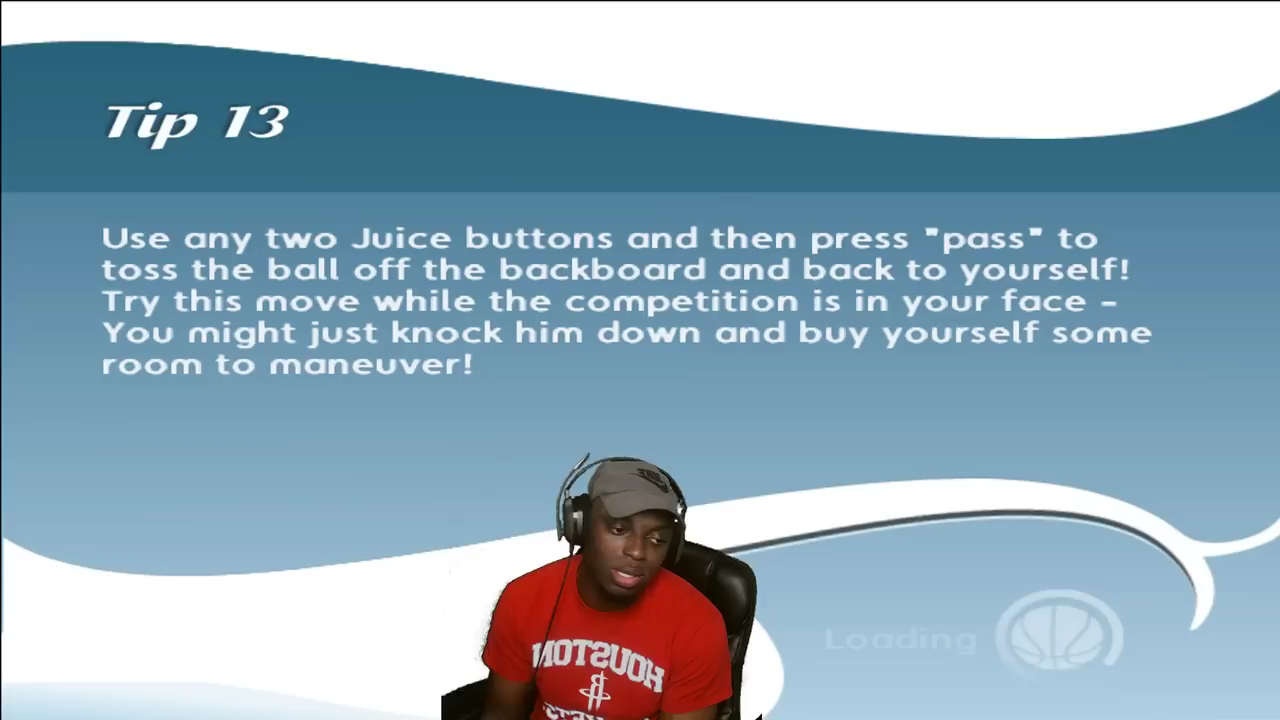 Tip 13
Use any two Juice buttons and then press "pass" to
toss the ball off the backboard and back to yourself!
Try this move while the competition is in your face -
You might just knock him down and buy yourself some
room to maneuver!
HOUSTON
Loading